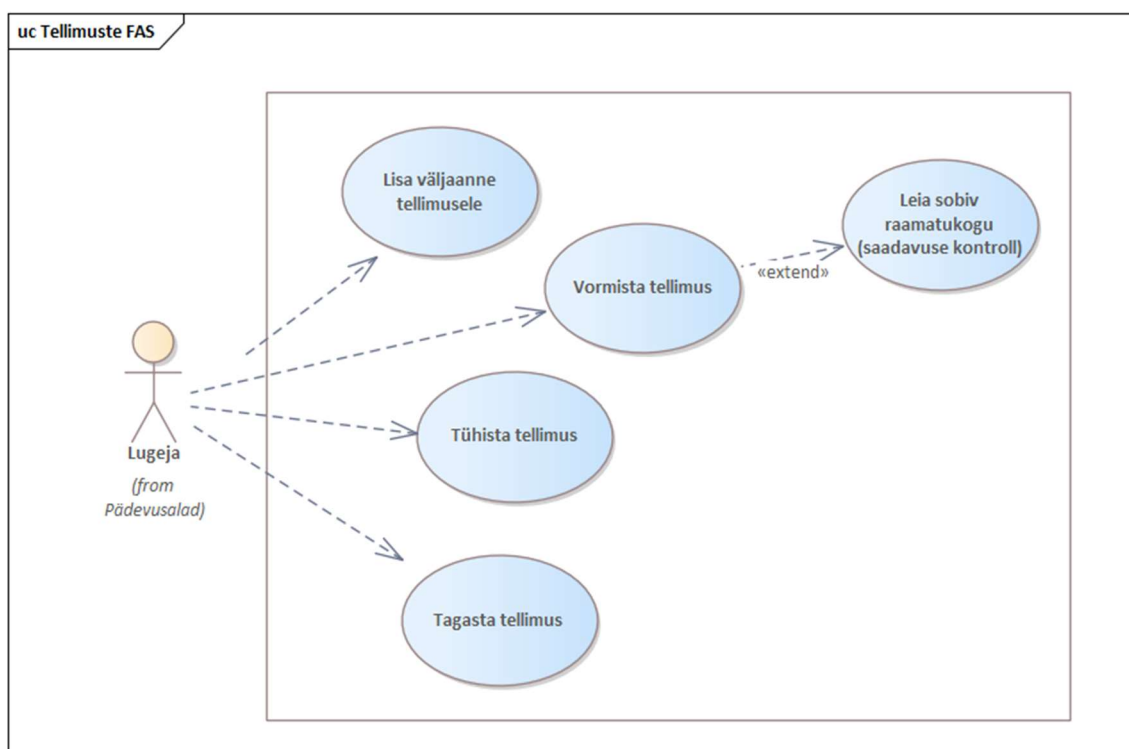 uc Tellimuste FAS
Lisa väljaanne
tellimusele
Leia sobiv
raamatukogu
(saadavuse kontroll)
Vormista tellimus
«extend»
Tühista tellimus
Lugeja
(from
Pädevusalad)
Tagasta tellimus